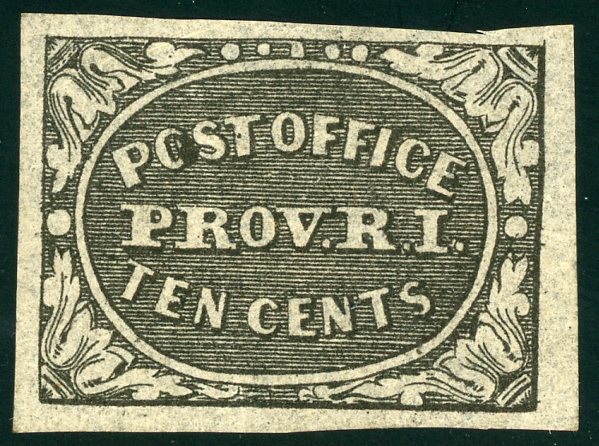 POST OFFICE
PROV. R. I.
TEN CENTS